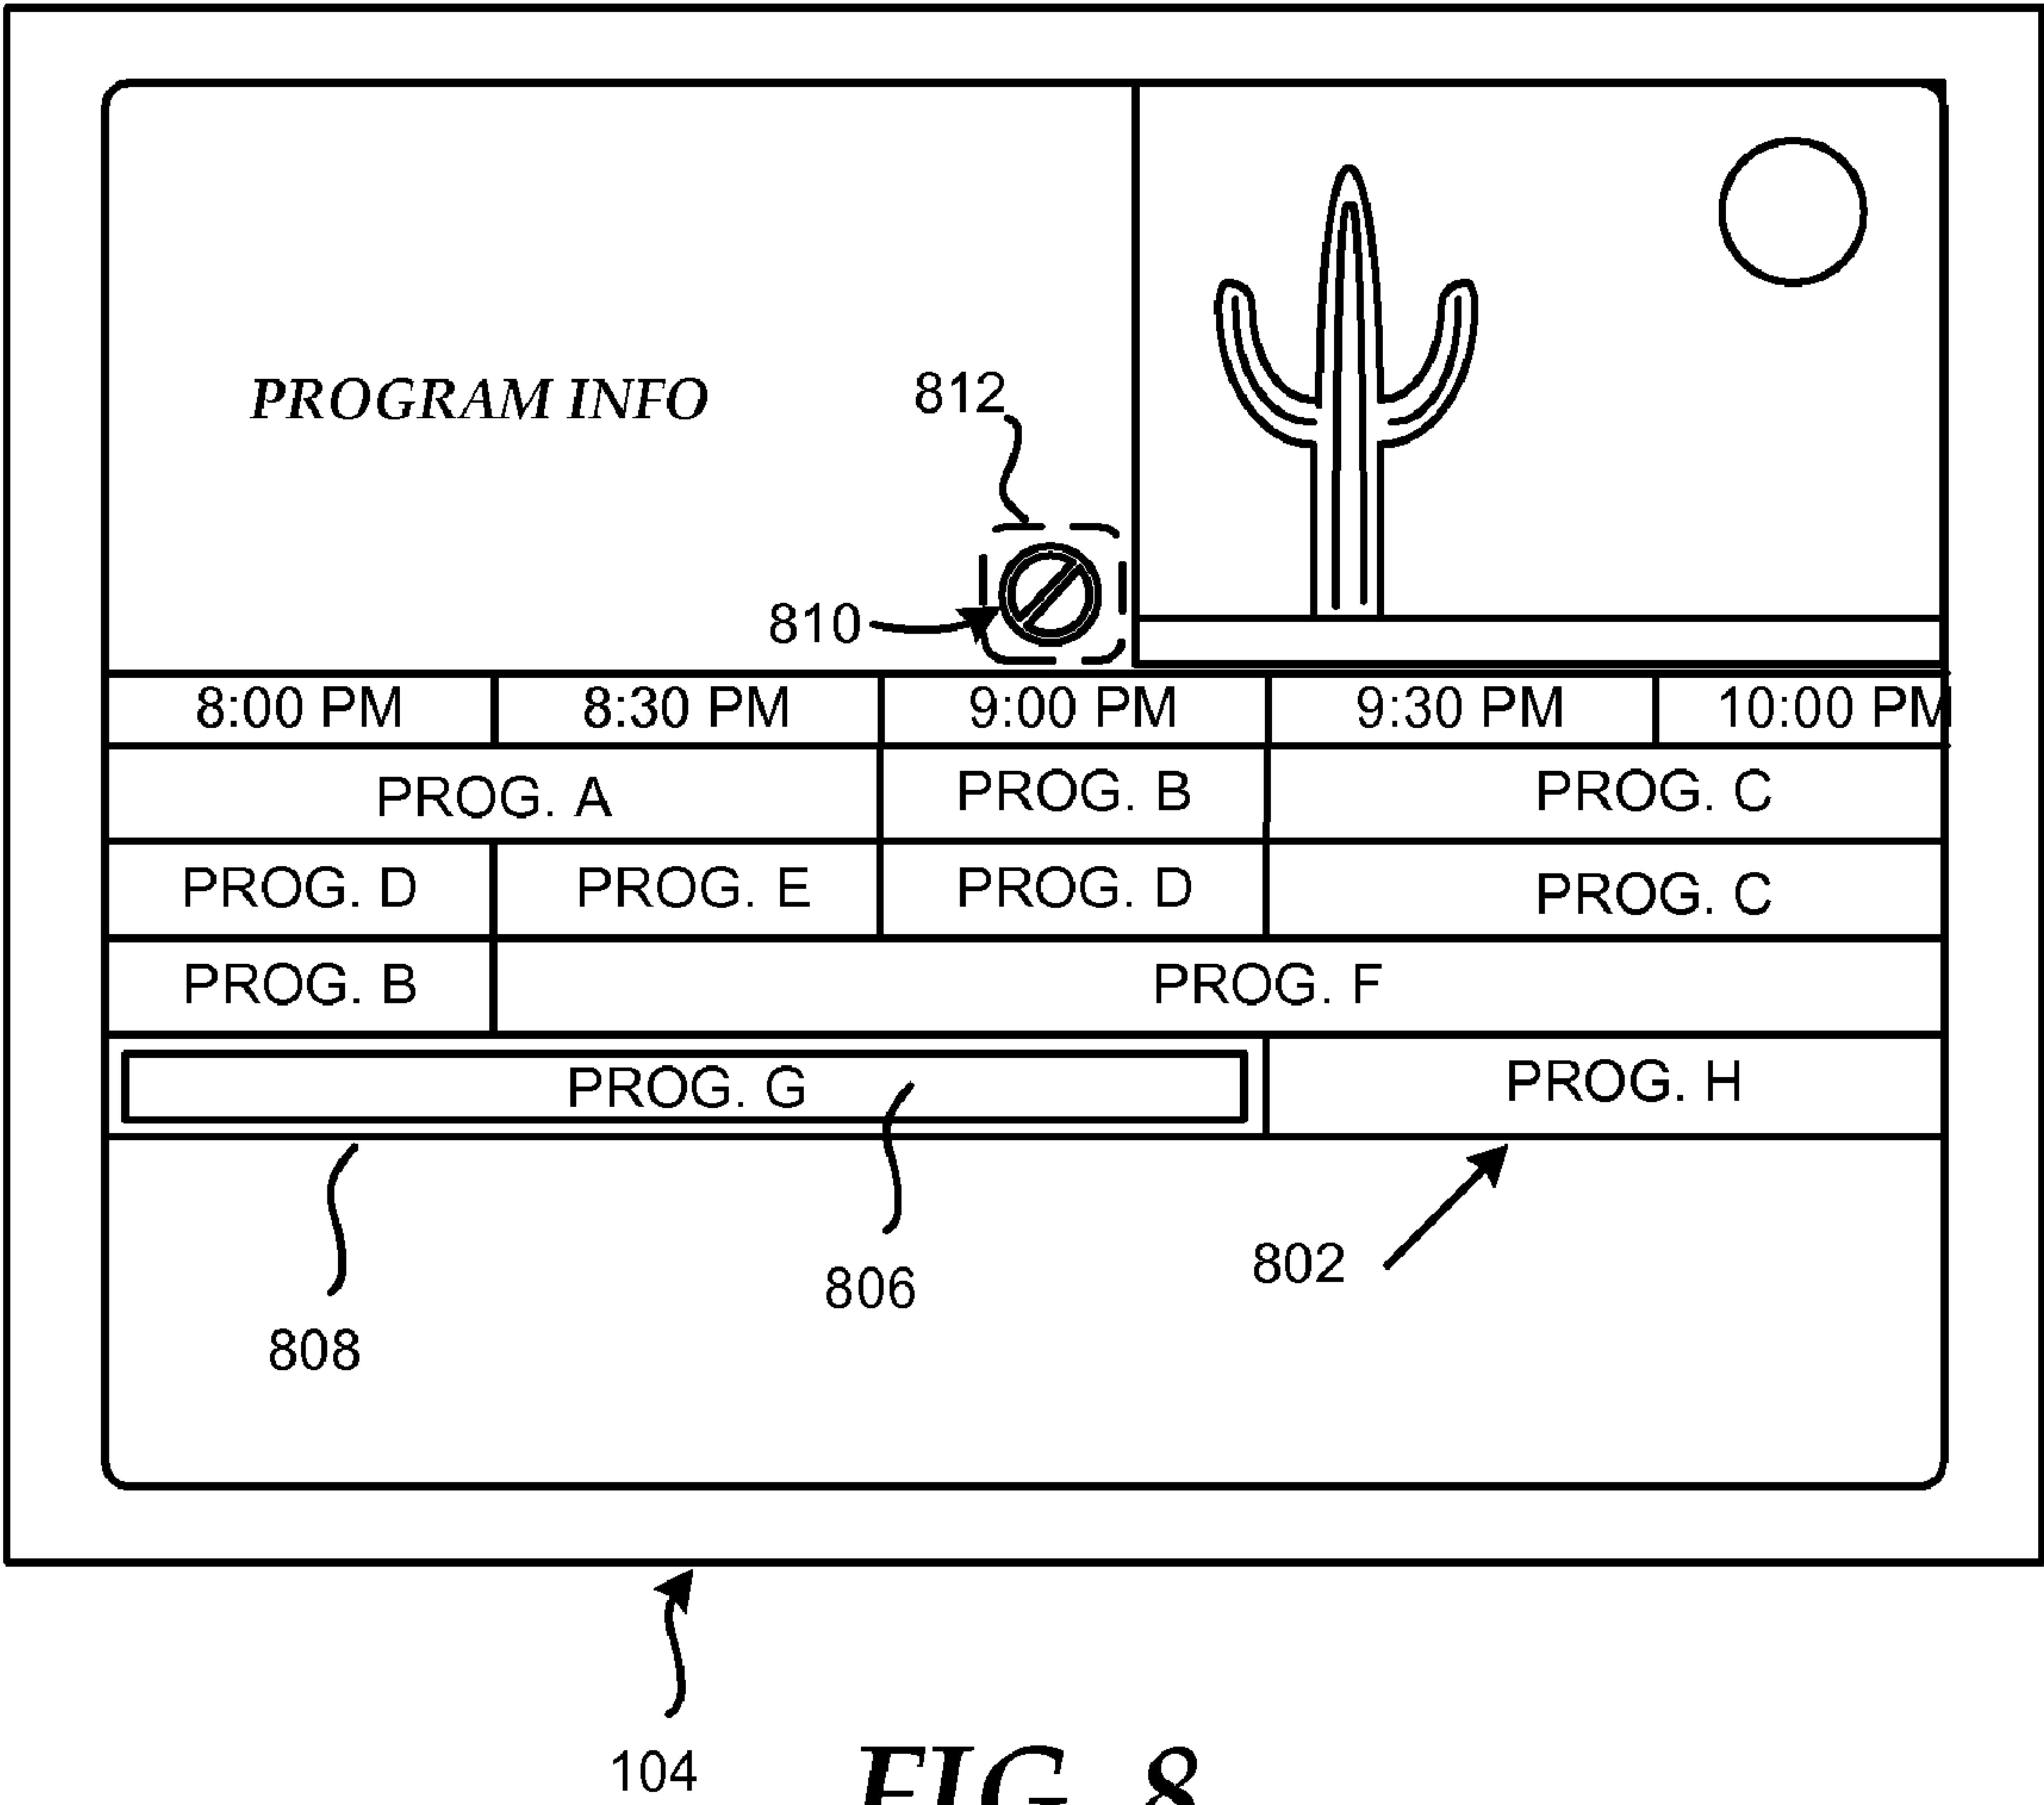 PROGRAM INFO
812
810
8:00 PM 8:30 PM 9:00 PM 9:30 PM 10:00 PM
PROG. A PROG. B PROG. C
PROG. D PROG. E PROG. D PROG. C
PROG. B PROG. F
PROG. G PROG. H
802
806
808
104
FIG. 8